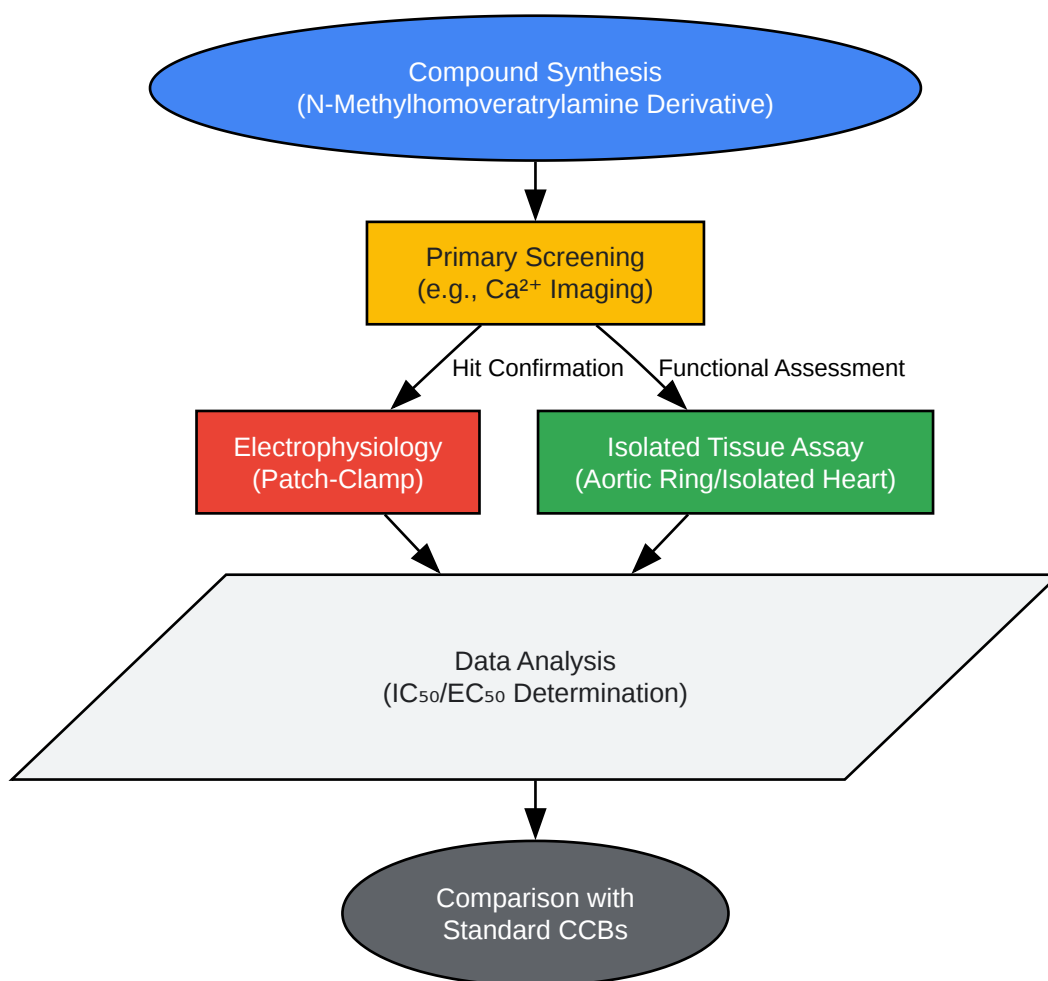 Compound Synthesis
(N-Methylhomoveratrylamine Derivative)
Primary Screening
(e.g., Ca²⁺ Imaging)
Hit Confirmation
Functional Assessment
Electrophysiology
(Patch-Clamp)
Isolated Tissue Assay
(Aortic Ring/Isolated Heart)
Data Analysis
(IC₅₀/EC₅₀ Determination)
Comparison with
Standard CCBs